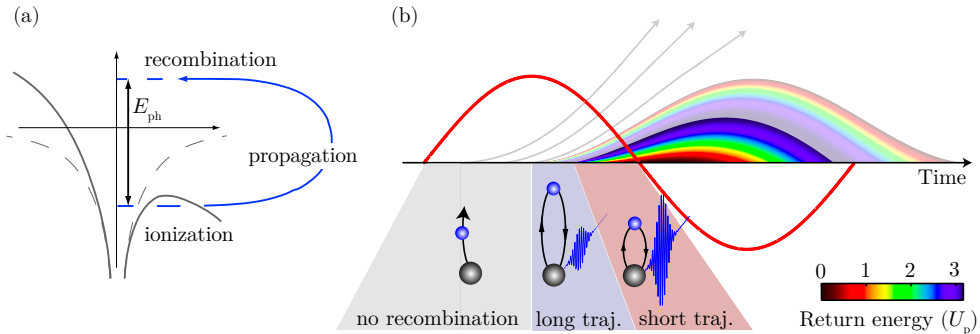 (a)
recombination
E_ph
propagation
ionization
(b)
Time
no recombination
long traj.
short traj.
0 1 2 3
Return energy (U_p)